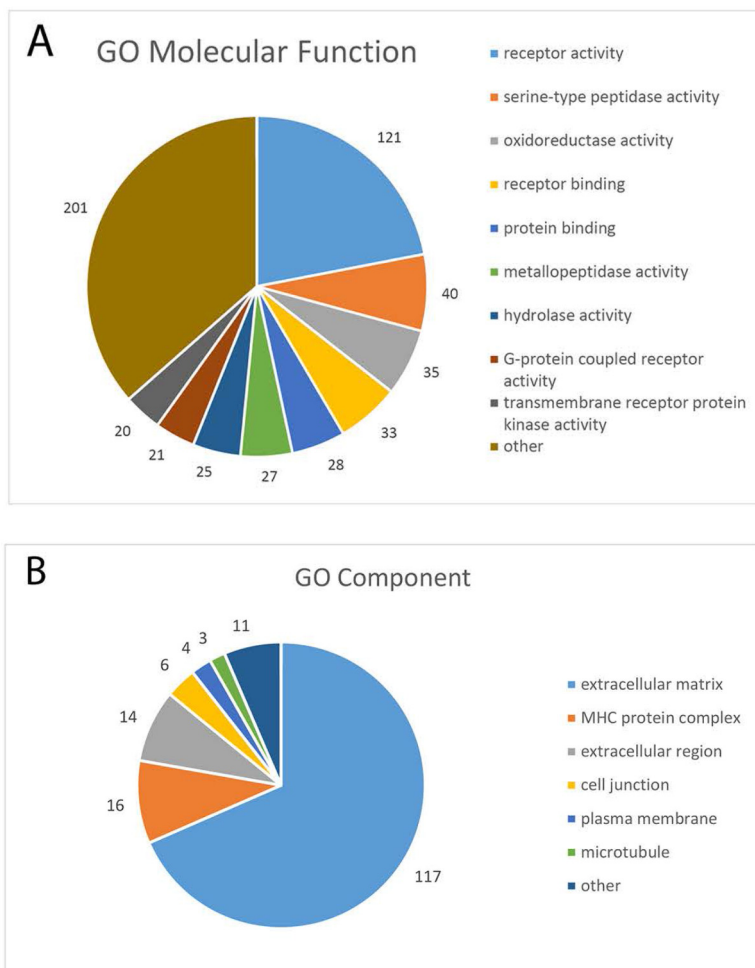 A
GO Molecular Function
121
40
35
33
28
27
25
21
20
201
receptor activity
serine-type peptidase activity
oxidoreductase activity
receptor binding
protein binding
metallopeptidase activity
hydrolase activity
G-protein coupled receptor
activity
transmembrane receptor protein
kinase activity
other
B
GO Component
117
16
14
6
4
3
11
extracellular matrix
MHC protein complex
extracellular region
cell junction
plasma membrane
microtubule
other